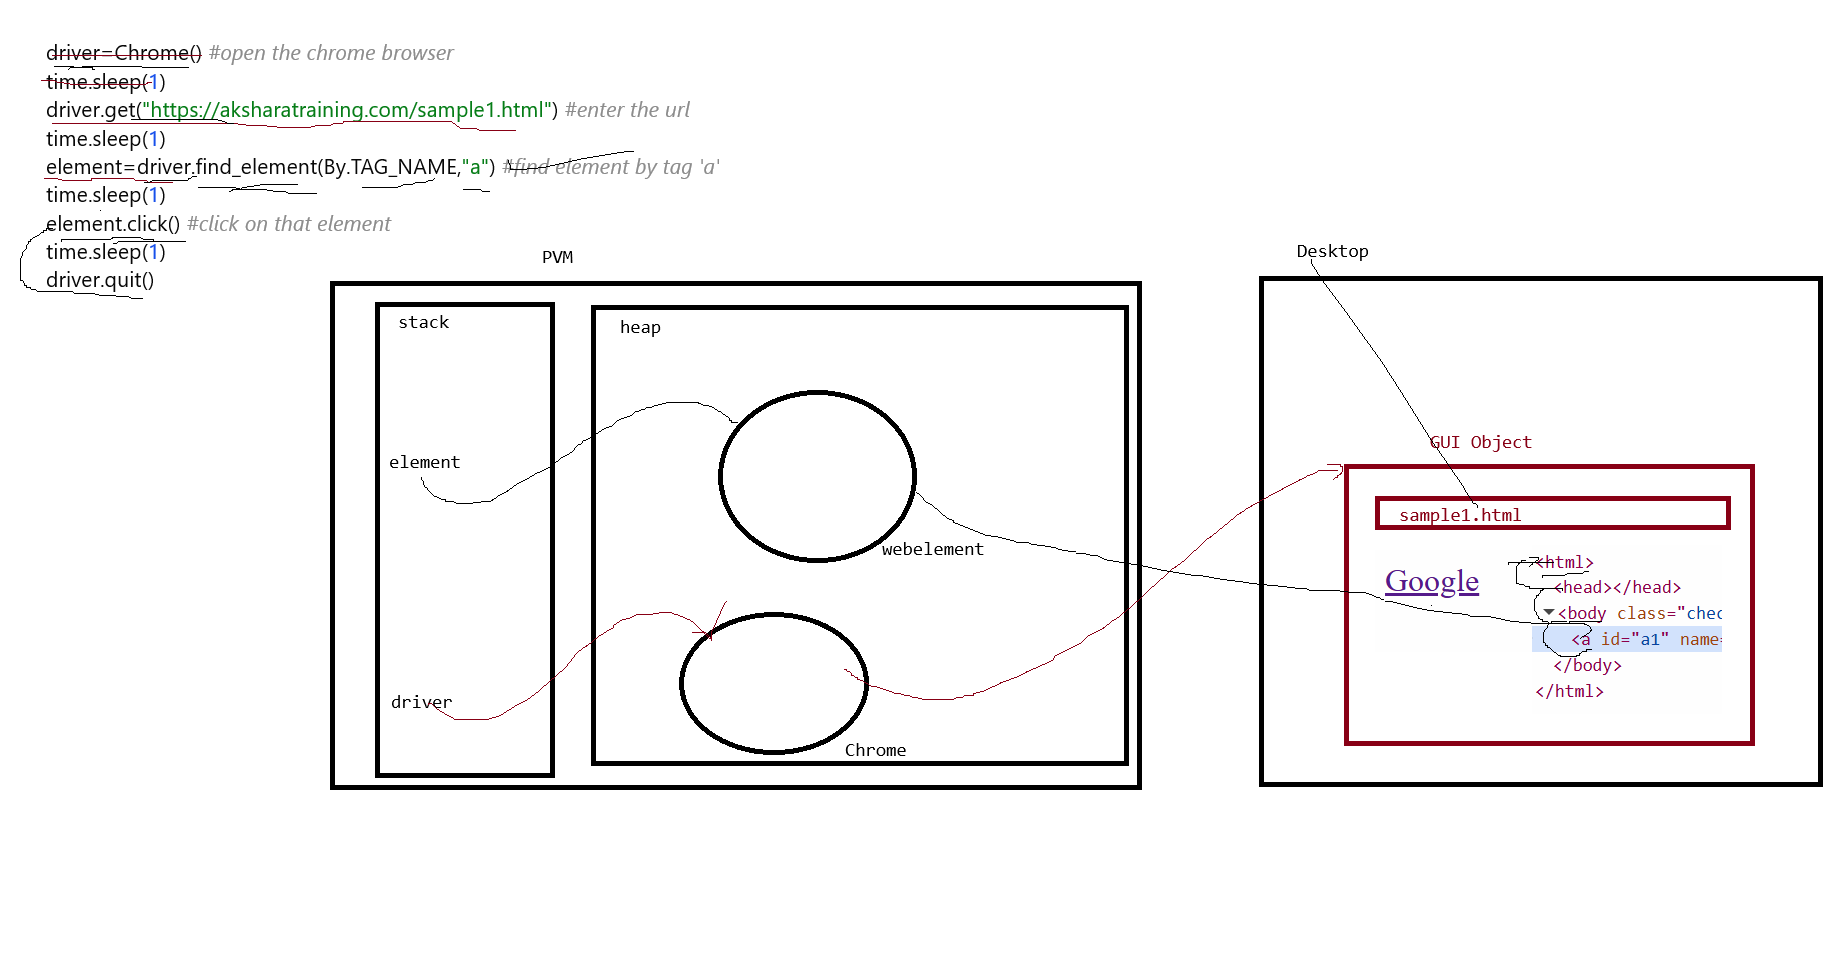 driver=Chrome() #open the chrome browser
time.sleep(1)
driver.get("https://aksharatraining.com/sample1.html") #enter the url
time.sleep(1)
element=driver.find_element(By.TAG_NAME,"a") #find element by tag 'a'
time.sleep(1)
element.click() #click on that element
time.sleep(1)
driver.quit()
PVM
stack
heap
element
webelement
driver
Chrome
Desktop
GUI Object
sample1.html
Google
<html>
<head></head>
<body class="chec
<a id="a1" name=
</body>
</html>